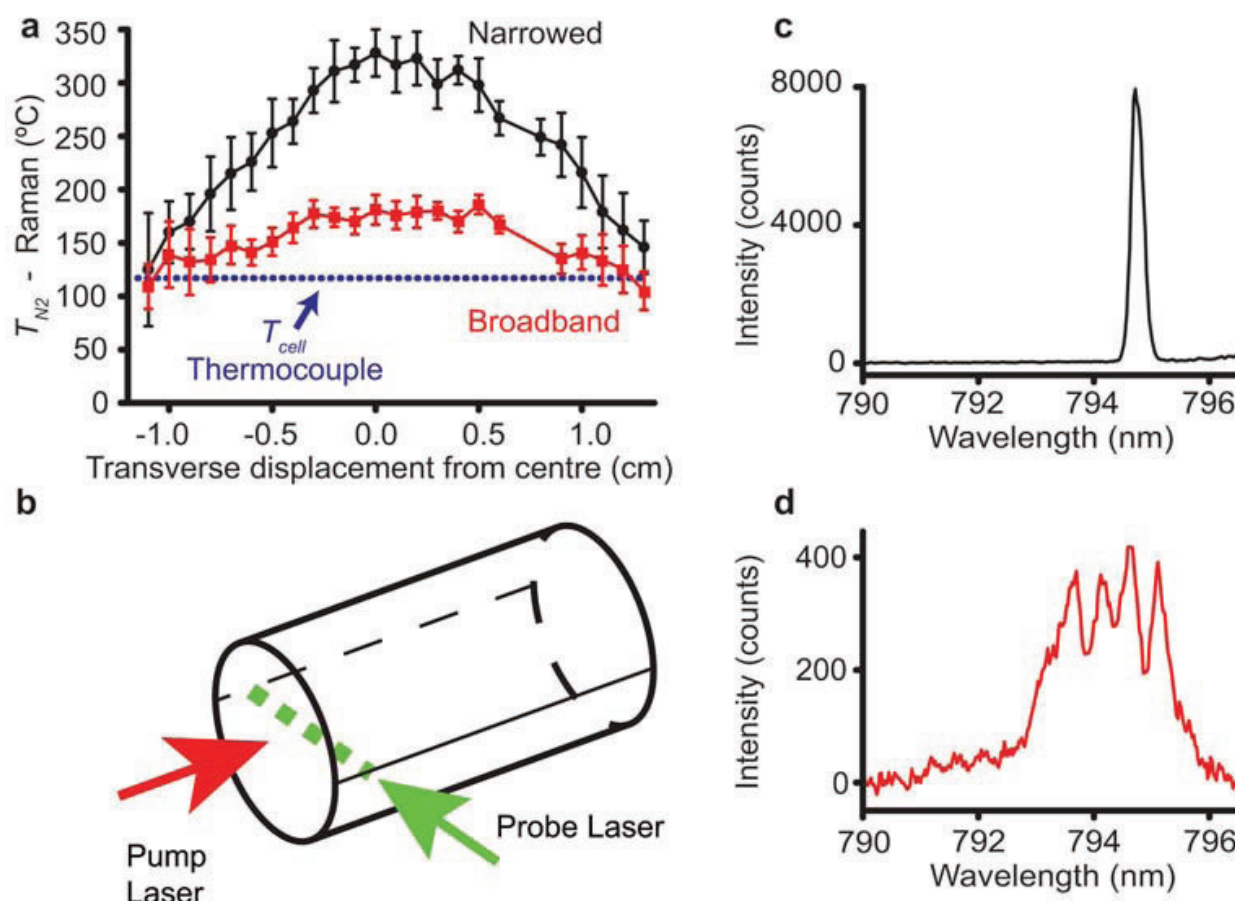 a
350
300
250
200
150
100
50
0
T_N2 - Raman (ºC)
Narrowed
Broadband
T_cell
Thermocouple
-1.0 -0.5 0.0 0.5 1.0
Transverse displacement from centre (cm)
b
Pump
Laser
Probe Laser
c
8000
4000
0
Intensity (counts)
790 792 794 796
Wavelength (nm)
d
400
200
0
Intensity (counts)
790 792 794 796
Wavelength (nm)